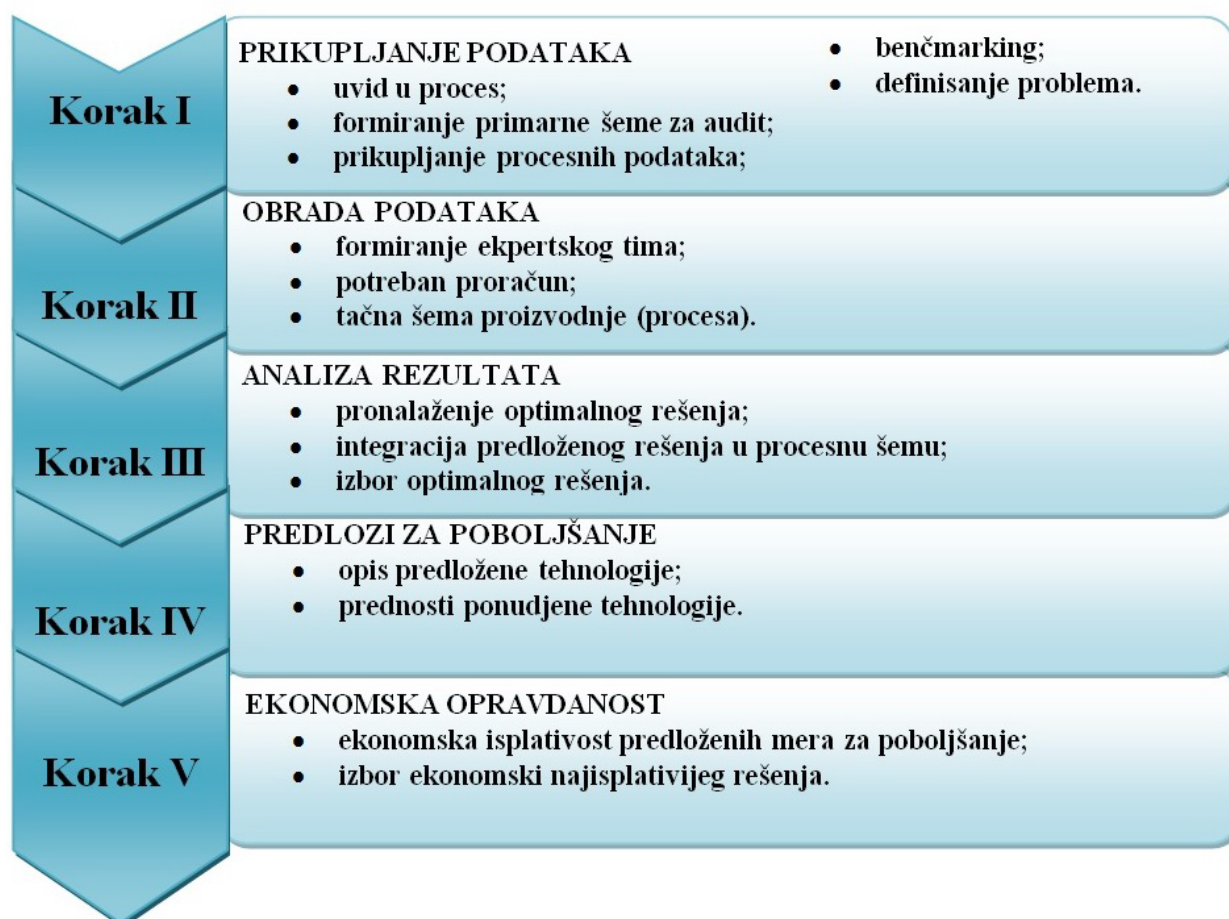 Korak I
PRIKUPLJANJE PODATAKA
• uvid u proces;
• formiranje primarne šeme za audit;
• prikupljanje procesnih podataka;
• benčmarking;
• definisanje problema.
Korak II
OBRADA PODATAKA
• formiranje ekpertskog tima;
• potreban proračun;
• tačna šema proizvodnje (procesa).
Korak III
ANALIZA REZULTATA
• pronalaženje optimalnog rešenja;
• integracija predloženog rešenja u procesnu šemu;
• izbor optimalnog rešenja.
Korak IV
PREDLOZI ZA POBOLJŠANJE
• opis predložene tehnologije;
• prednosti ponudjene tehnologije.
Korak V
EKONOMSKA OPRAVDANOST
• ekonomska isplativost predloženih mera za poboljšanje;
• izbor ekonomski najisplativijeg rešenja.